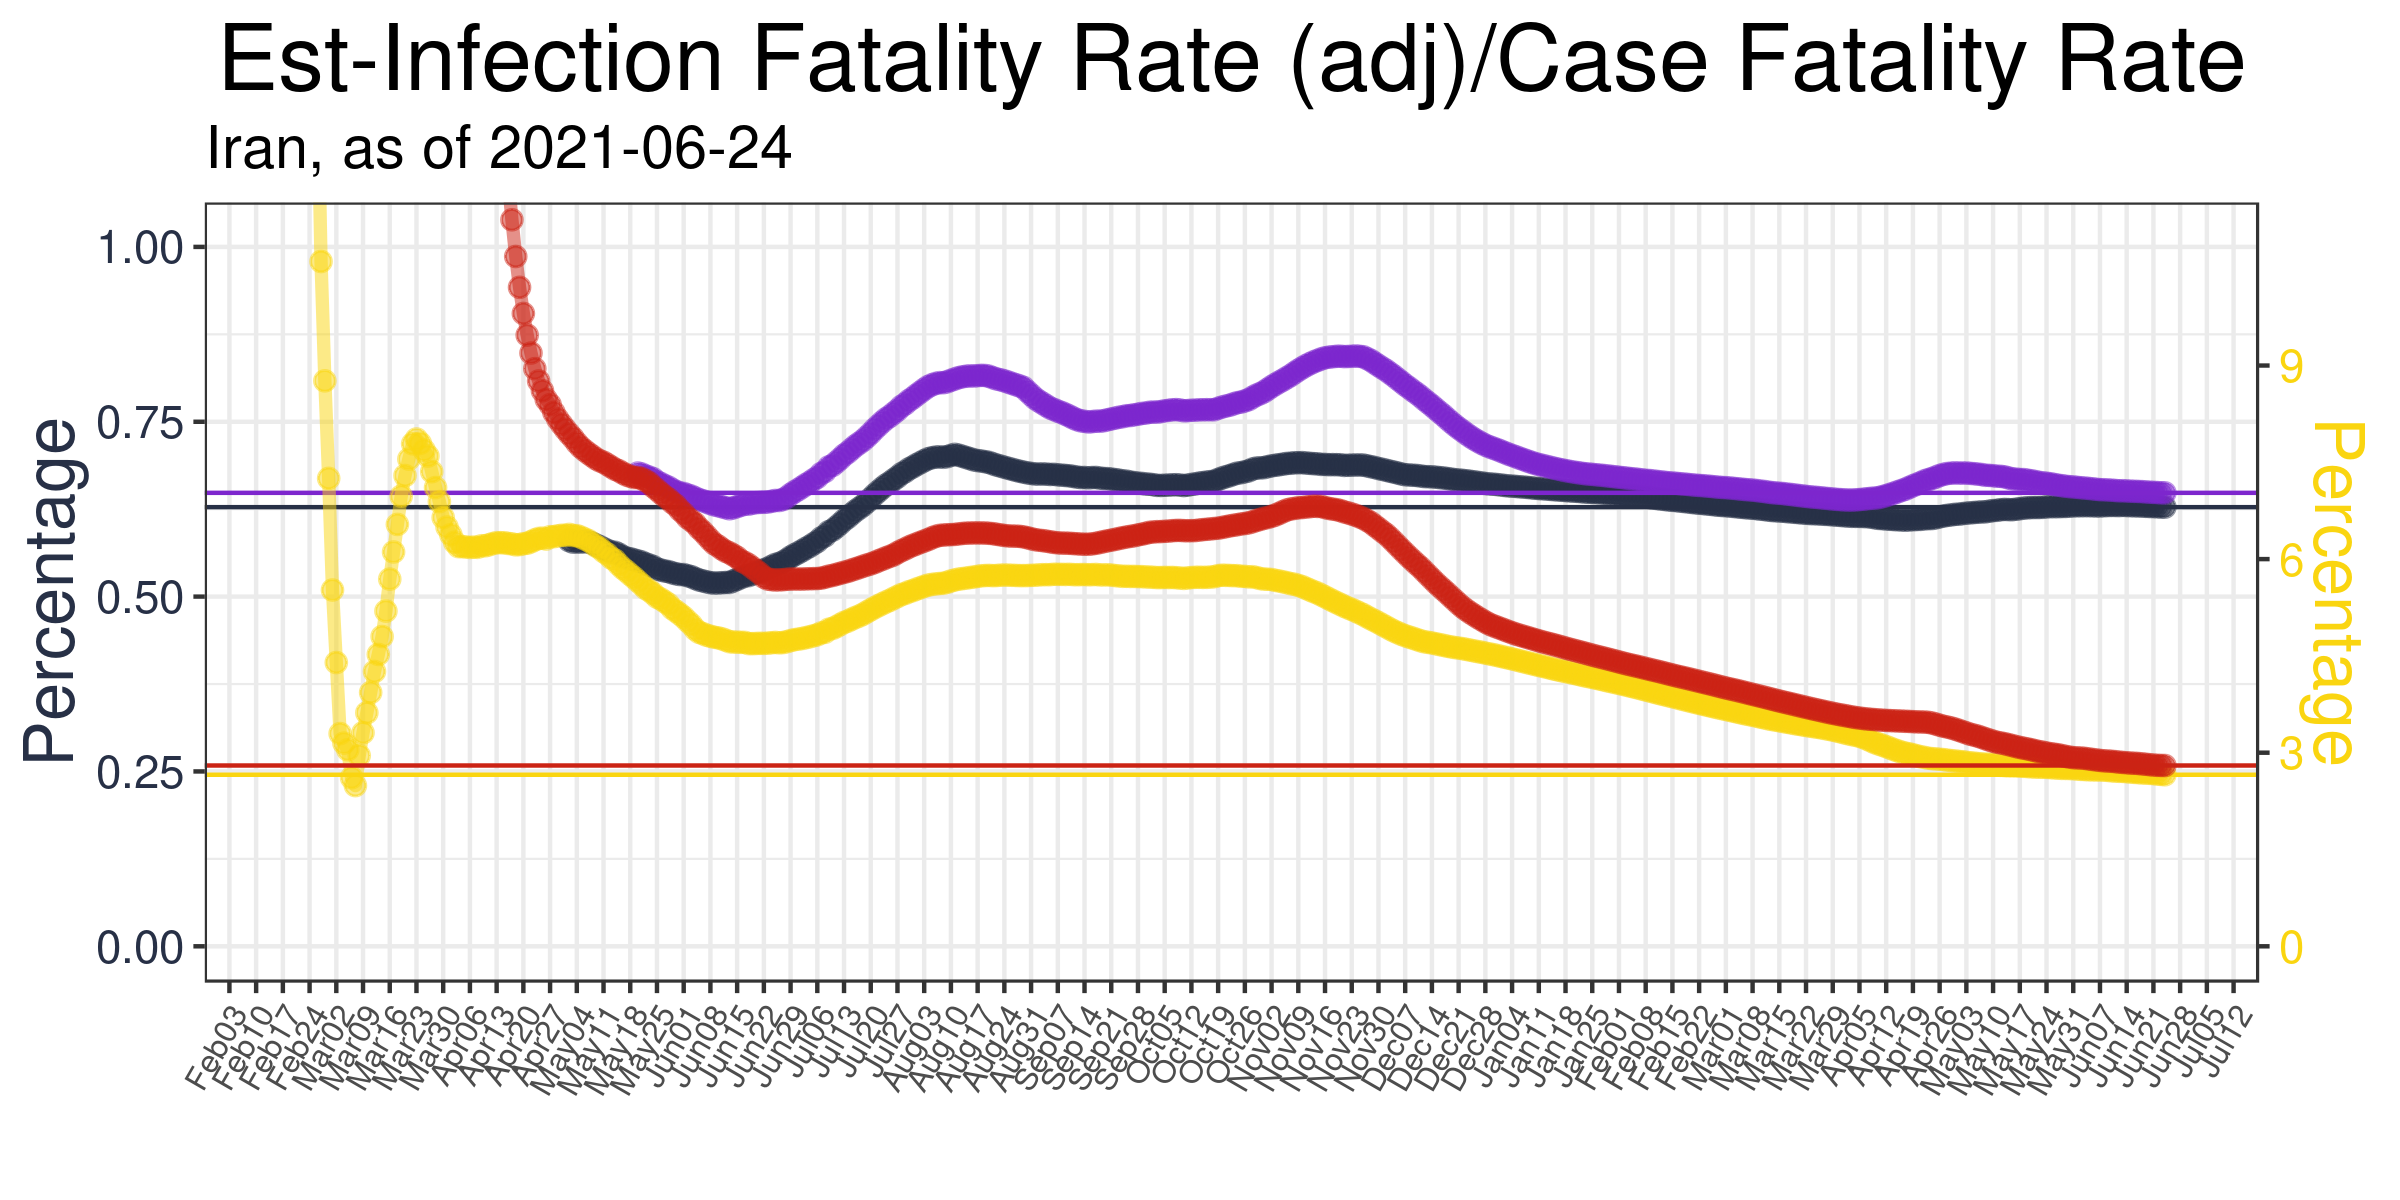 Est-Infection Fatality Rate (adj)/Case Fatality Rate
Iran, as of 2021-06-24
Percentage
1.00
0.75
0.50
0.25
0.00
9
6
3
0
Percentage
Feb03
Feb10
Feb17
Feb24
Mar02
Mar09
Mar16
Mar23
Mar30
Apr06
Apr13
Apr20
Apr27
May04
May11
May18
May25
Jun01
Jun08
Jun15
Jun22
Jun29
Jul06
Jul13
Jul20
Jul27
Aug03
Aug10
Aug17
Aug24
Aug31
Sep07
Sep14
Sep21
Sep28
Oct05
Oct12
Oct19
Oct26
Nov02
Nov09
Nov16
Nov23
Nov30
Dec07
Dec14
Dec21
Dec28
Jan04
Jan11
Jan18
Jan25
Feb01
Feb08
Feb15
Feb22
Mar01
Mar08
Mar15
Mar22
Mar29
Apr05
Apr12
Apr19
Apr26
May03
May10
May17
May24
May31
Jun07
Jun14
Jun21
Jun28
Jul05
Jul12